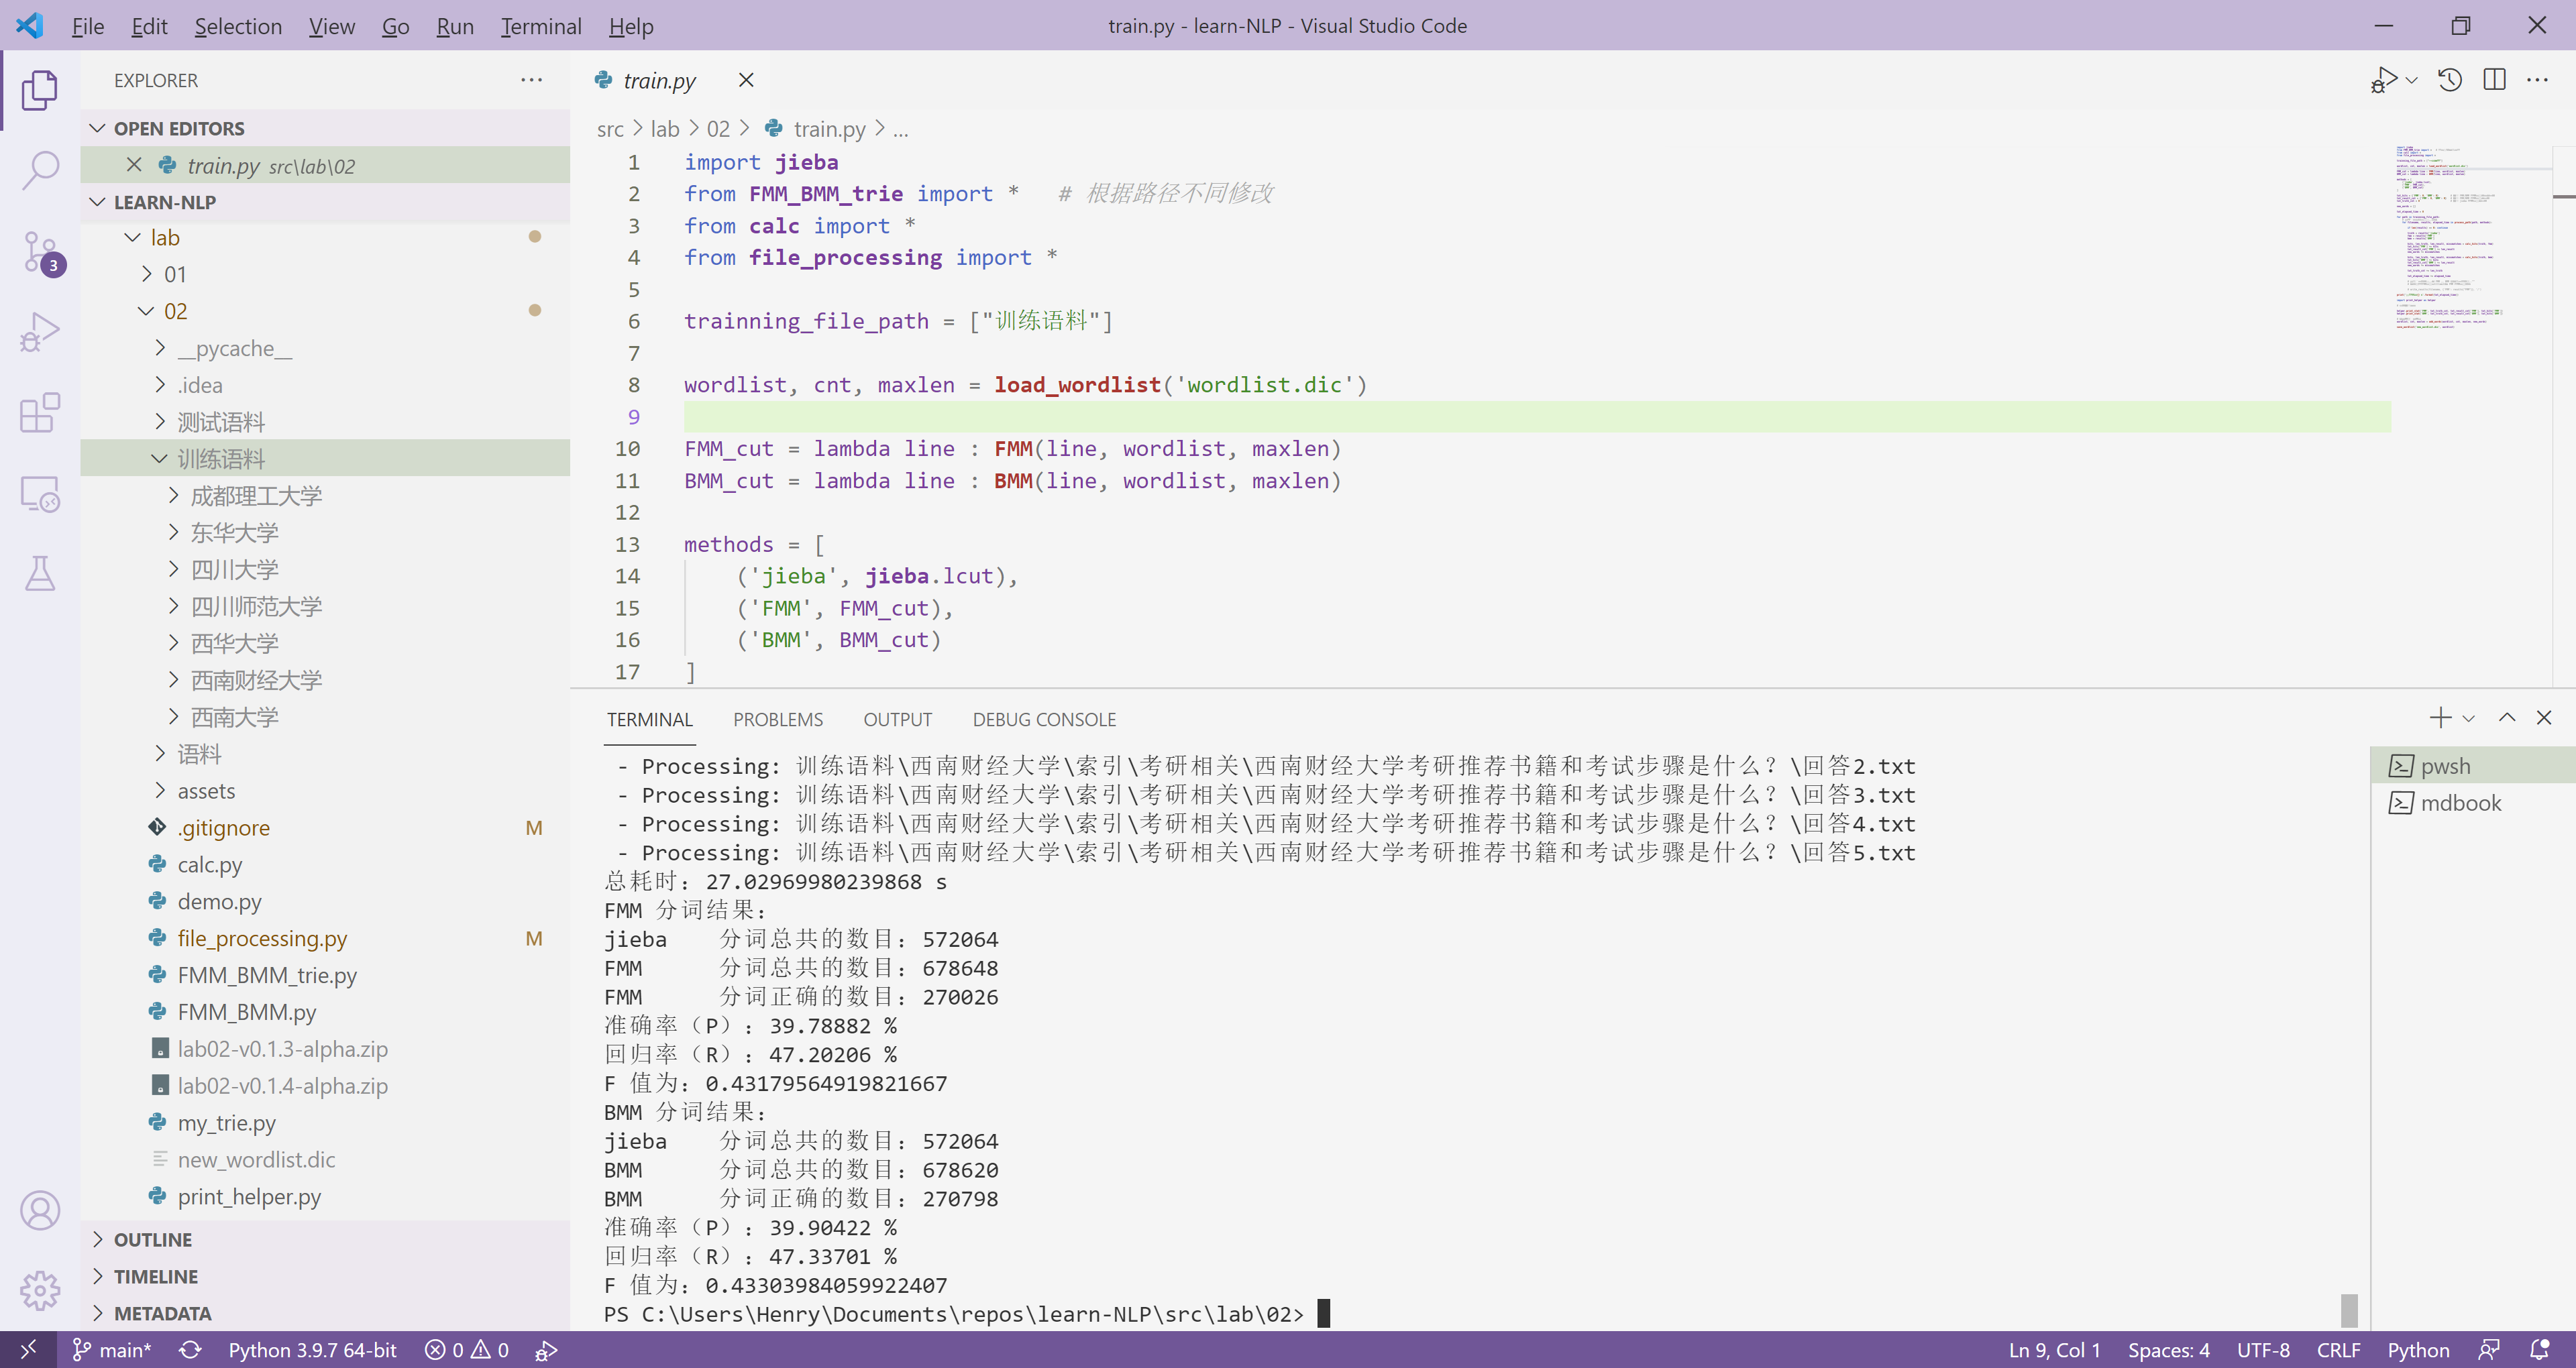 File Edit Selection View Go Run Terminal Help
train.py - learn-NLP - Visual Studio Code
EXPLORER
OPEN EDITORS
train.py src\lab\02
LEARN-NLP
lab
01
02
__pycache__
.idea
测试语料
训练语料
成都理工大学
东华大学
四川大学
四川师范大学
西华大学
西南财经大学
西南大学
语料
assets
.gitignore M
calc.py
demo.py
file_processing.py M
FMM_BMM_trie.py
FMM_BMM.py
lab02-v0.1.3-alpha.zip
lab02-v0.1.4-alpha.zip
my_trie.py
new_wordlist.dic
print_helper.py
OUTLINE
TIMELINE
METADATA
3
train.py
src > lab > 02 > train.py > ...
1 import jieba
2 from FMM_BMM_trie import * # 根据路径不同修改
3 from calc import *
4 from file_processing import *
5
6 trainning_file_path = ["训练语料"]
7
8 wordlist, cnt, maxlen = load_wordlist('wordlist.dic')
9
10 FMM_cut = lambda line : FMM(line, wordlist, maxlen)
11 BMM_cut = lambda line : BMM(line, wordlist, maxlen)
12
13 methods = [
14 ('jieba', jieba.lcut),
15 ('FMM', FMM_cut),
16 ('BMM', BMM_cut)
17 ]
TERMINAL PROBLEMS OUTPUT DEBUG CONSOLE
- Processing: 训练语料\西南财经大学\索引\考研相关\西南财经大学考研推荐书籍和考试步骤是什么？\回答2.txt
- Processing: 训练语料\西南财经大学\索引\考研相关\西南财经大学考研推荐书籍和考试步骤是什么？\回答3.txt
- Processing: 训练语料\西南财经大学\索引\考研相关\西南财经大学考研推荐书籍和考试步骤是什么？\回答4.txt
- Processing: 训练语料\西南财经大学\索引\考研相关\西南财经大学考研推荐书籍和考试步骤是什么？\回答5.txt
总耗时：27.02969980239868 s
FMM 分词结果：
jieba 分词总共的数目：572064
FMM 分词总共的数目：678648
FMM 分词正确的数目：270026
准确率（P）：39.78882 %
回归率（R）：47.20206 %
F 值为：0.43179564919821667
BMM 分词结果：
jieba 分词总共的数目：572064
BMM 分词总共的数目：678620
BMM 分词正确的数目：270798
准确率（P）：39.90422 %
回归率（R）：47.33701 %
F 值为：0.43303984059922407
PS C:\Users\Henry\Documents\repos\learn-NLP\src\lab\02>
pwsh
mdbook
main* Python 3.9.7 64-bit 0 0 Ln 9, Col 1 Spaces: 4 UTF-8 CRLF Python